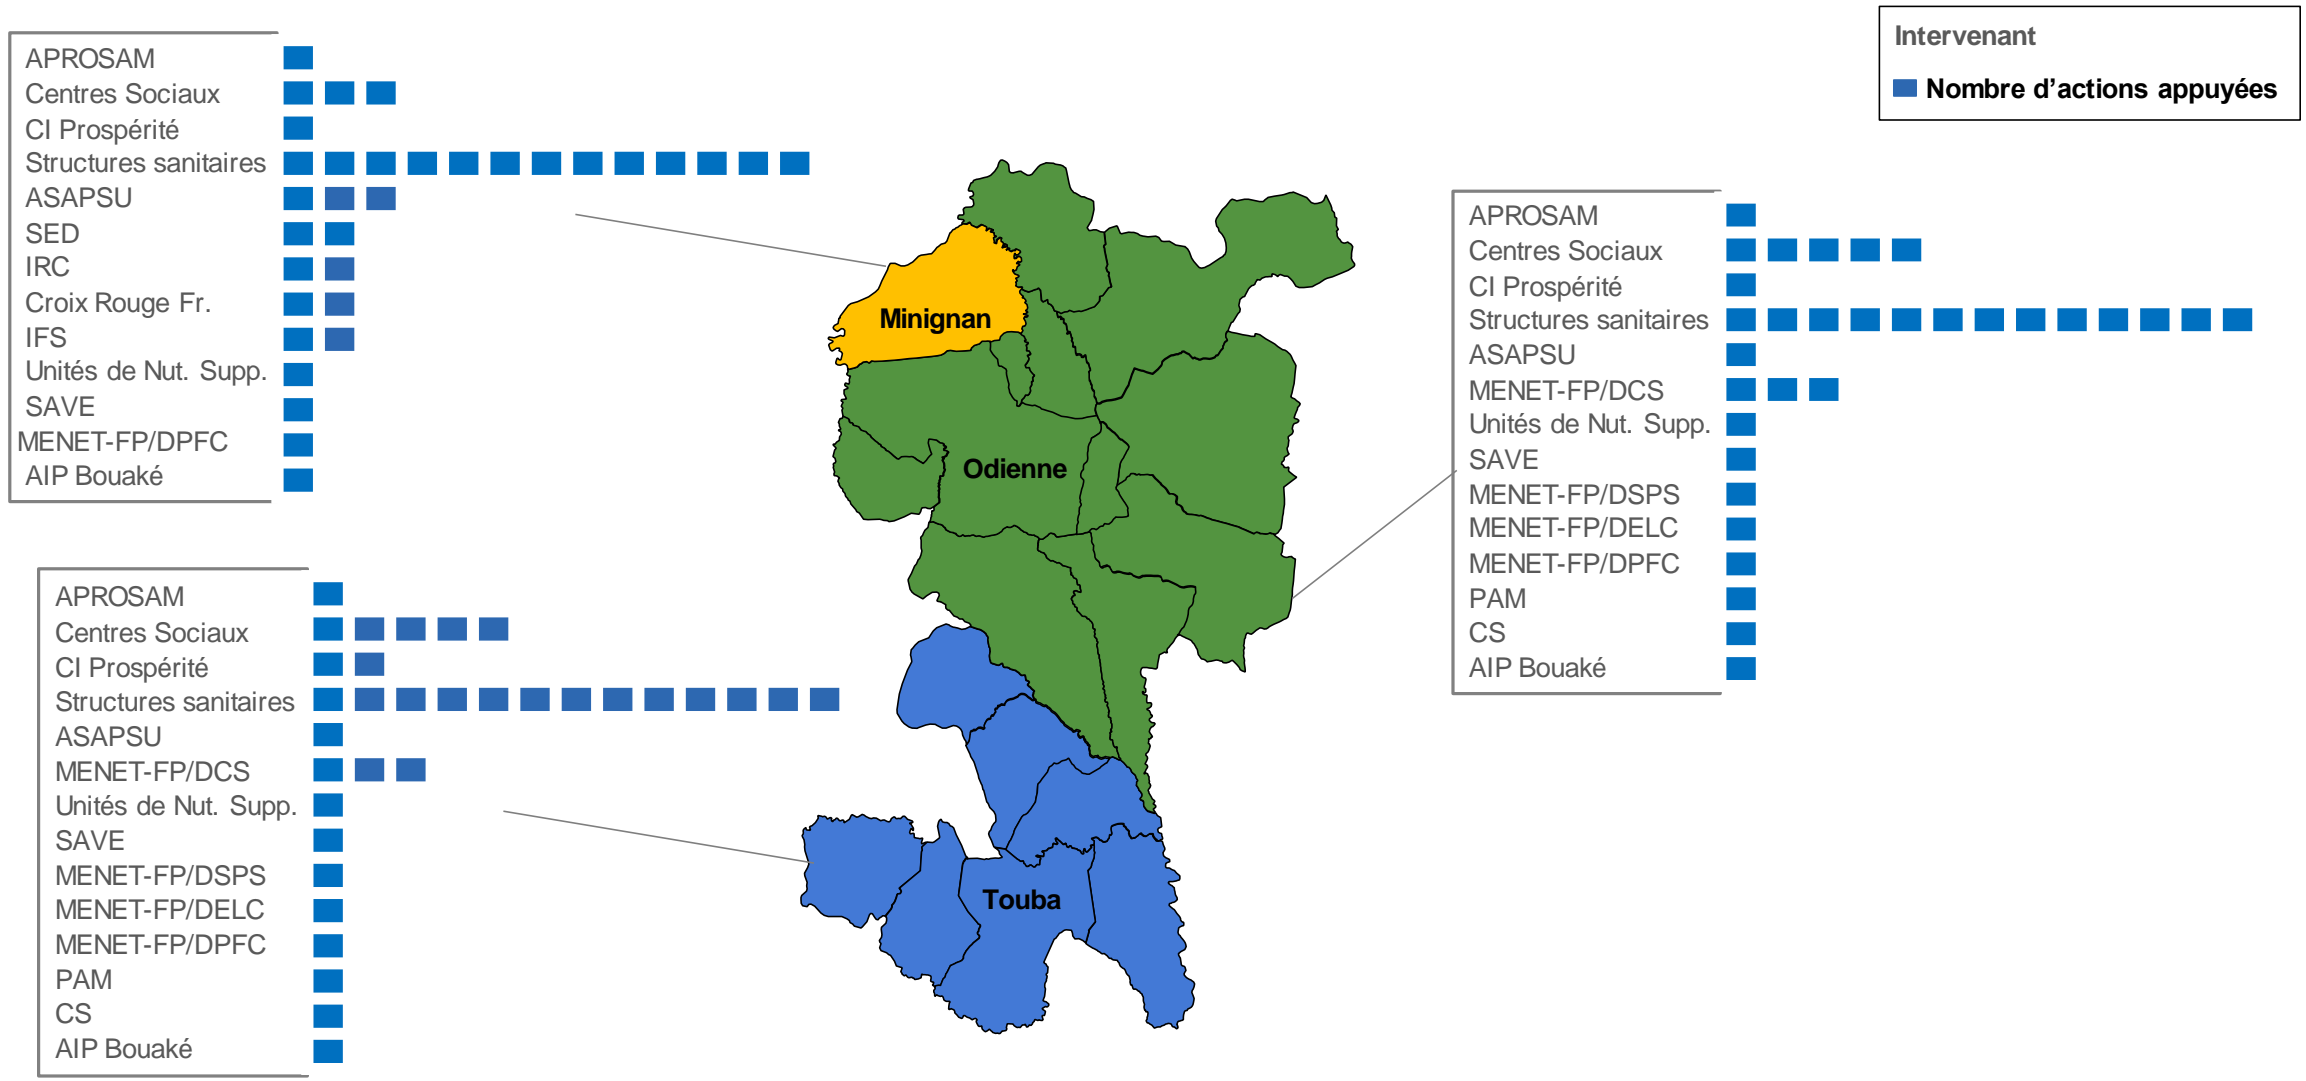 Intervenant
Nombre d’actions appuyées
APROSAM
Centres Sociaux
CI Prospérité
Structures sanitaires
ASAPSU
SED
IRC
Croix Rouge Fr.
IFS
Unités de Nut. Supp.
SAVE
MENET-FP/DPFC
AIP Bouaké
Minignan
Odienne
Touba
APROSAM
Centres Sociaux
CI Prospérité
Structures sanitaires
ASAPSU
MENET-FP/DCS
Unités de Nut. Supp.
SAVE
MENET-FP/DSPS
MENET-FP/DELC
MENET-FP/DPFC
PAM
CS
AIP Bouaké
APROSAM
Centres Sociaux
CI Prospérité
Structures sanitaires
ASAPSU
MENET-FP/DCS
Unités de Nut. Supp.
SAVE
MENET-FP/DSPS
MENET-FP/DELC
MENET-FP/DPFC
PAM
CS
AIP Bouaké